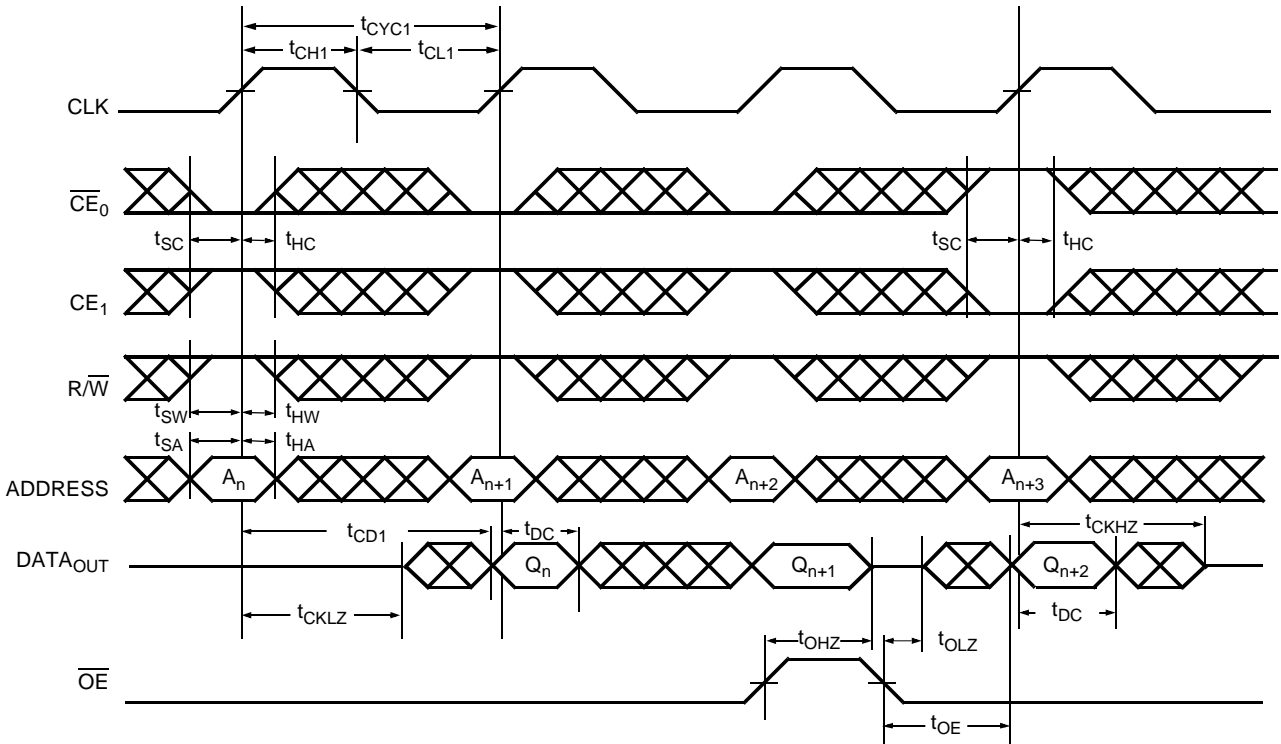 tCYC1
tCH1 tCL1
CLK
CE0
tSC tHC tSC tHC
CE1
R/W
tSW tHW
tSA tHA
ADDRESS An An+1 An+2 An+3
tCD1 tDC tCKHZ
DATAOUT Qn Qn+1 Qn+2
tCKLZ tDC
tOHZ tOLZ
OE
tOE